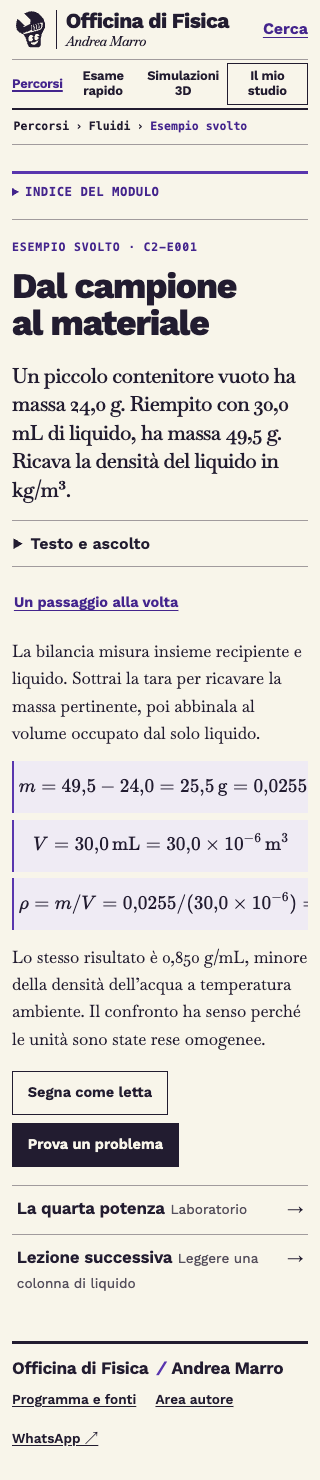 Officina di Fisica
Andrea Marro
Cerca
Percorsi
Esame rapido
Simulazioni 3D
Il mio studio
Percorsi › Fluidi › Esempio svolto
▶ INDICE DEL MODULO
ESEMPIO SVOLTO · C2–E001
Dal campione
al materiale
Un piccolo contenitore vuoto ha
massa 24,0 g. Riempito con 30,0
mL di liquido, ha massa 49,5 g.
Ricava la densità del liquido in
kg/m³.
▶ Testo e ascolto
Un passaggio alla volta
La bilancia misura insieme recipiente e
liquido. Sottrai la tara per ricavare la
massa pertinente, poi abbinala al
volume occupato dal solo liquido.
m = 49,5 − 24,0 = 25,5 g = 0,0255
V = 30,0 mL = 30,0 × 10⁻⁶ m³
ρ = m/V = 0,0255/(30,0 × 10⁻⁶) =
Lo stesso risultato è 0,850 g/mL, minore
della densità dell’acqua a temperatura
ambiente. Il confronto ha senso perché
le unità sono state rese omogenee.
Segna come letta
Prova un problema
La quarta potenza Laboratorio →
Lezione successiva Leggere una →
colonna di liquido
Officina di Fisica / Andrea Marro
Programma e fonti Area autore
WhatsApp ↗